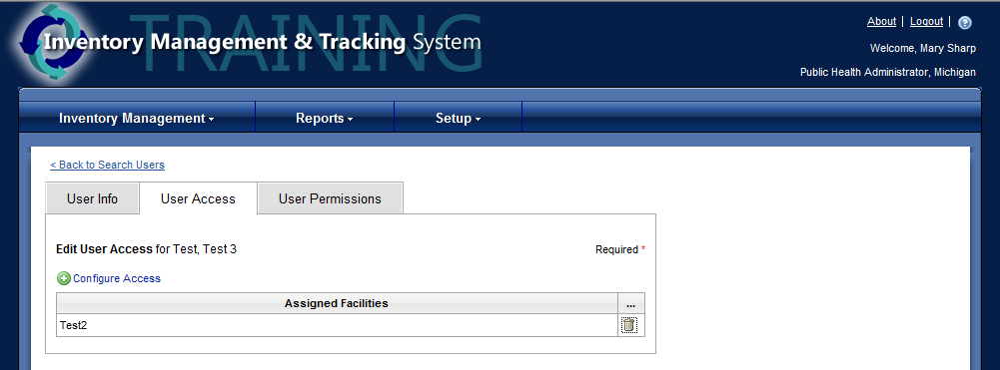 TRAINING
Inventory Management & Tracking System
About | Logout |
Welcome, Mary Sharp
Public Health Administrator, Michigan
Inventory Management
Reports
Setup
< Back to Search Users
User Info
User Access
User Permissions
Edit User Access for Test, Test 3
Required *
Configure Access
Assigned Facilities
...
Test2